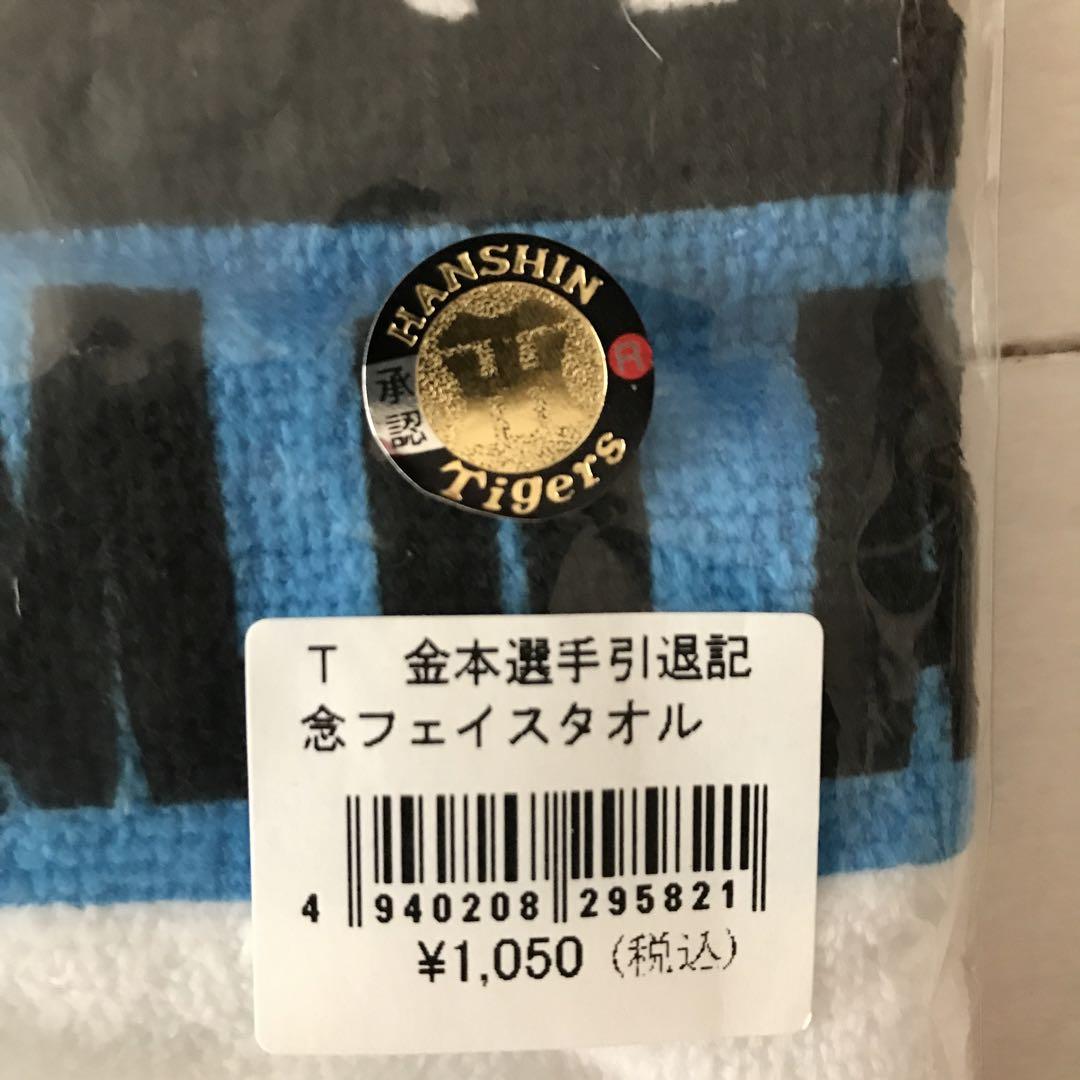 HANSHIN
R
承認
Tigers
T 金本選手引退記
念フェイスタオル
4 940208 295821
¥1,050 (税込)